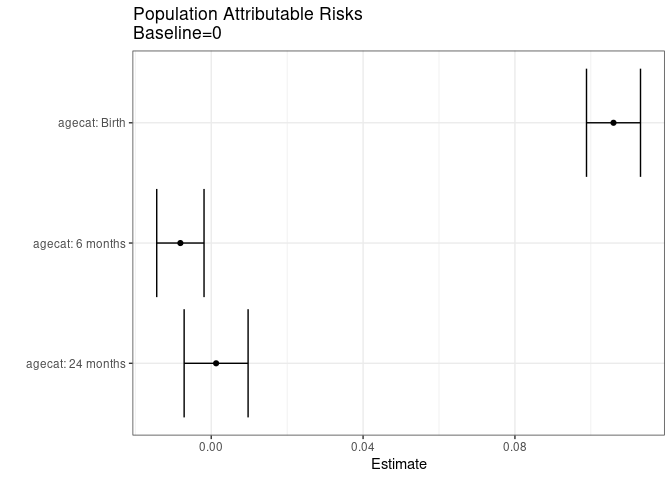 Population Attributable Risks
Baseline=0
agecat: Birth
agecat: 6 months
agecat: 24 months
0.00
0.04
0.08
Estimate